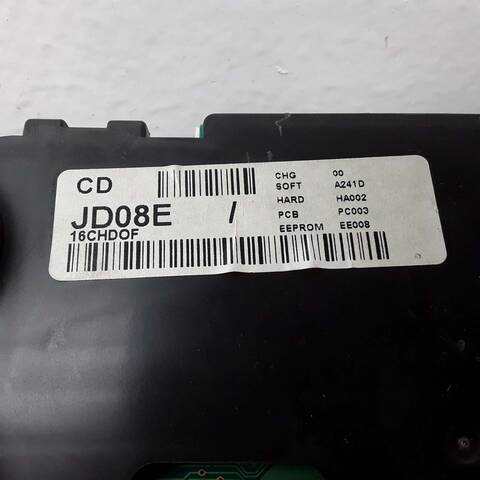 CD
JD08E /
16CHDOF
CHG 00
SOFT A241D
HARD HA002
PCB PC003
EEPROM EE008